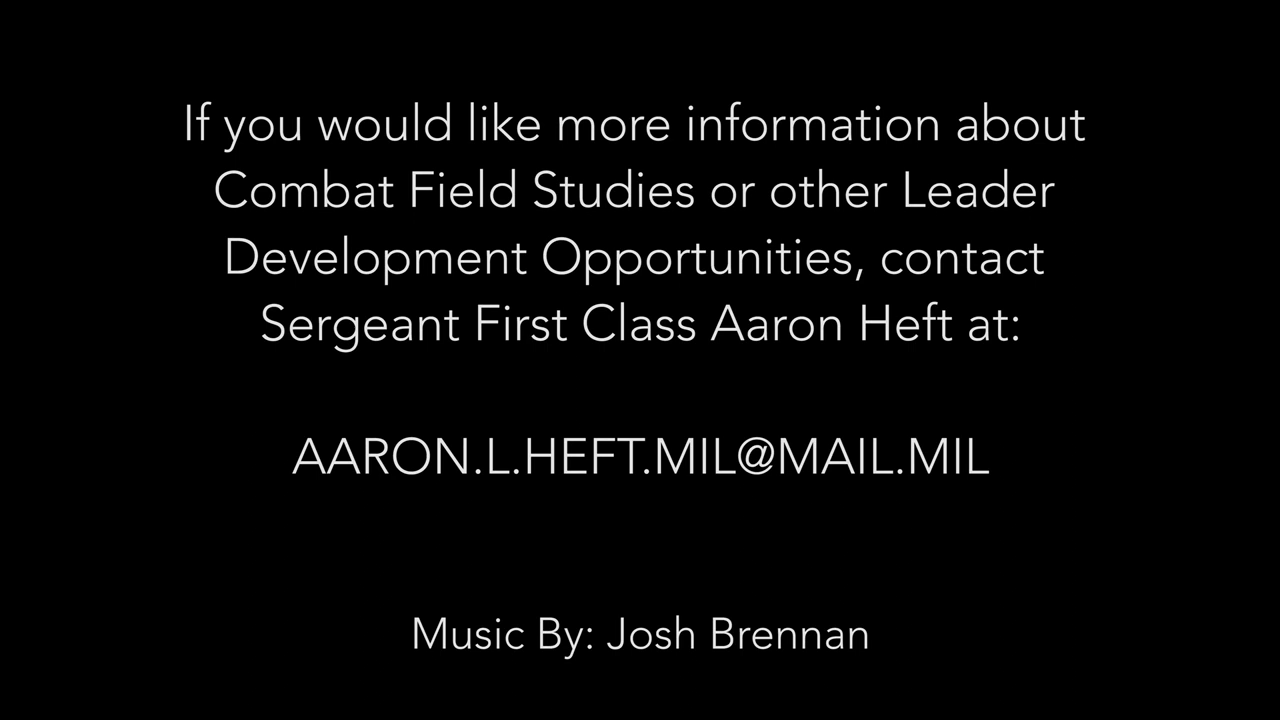 If you would like more information about
Combat Field Studies or other Leader
Development Opportunities, contact
Sergeant First Class Aaron Heft at:
AARON.L.HEFT.MIL@MAIL.MIL
Music By: Josh Brennan